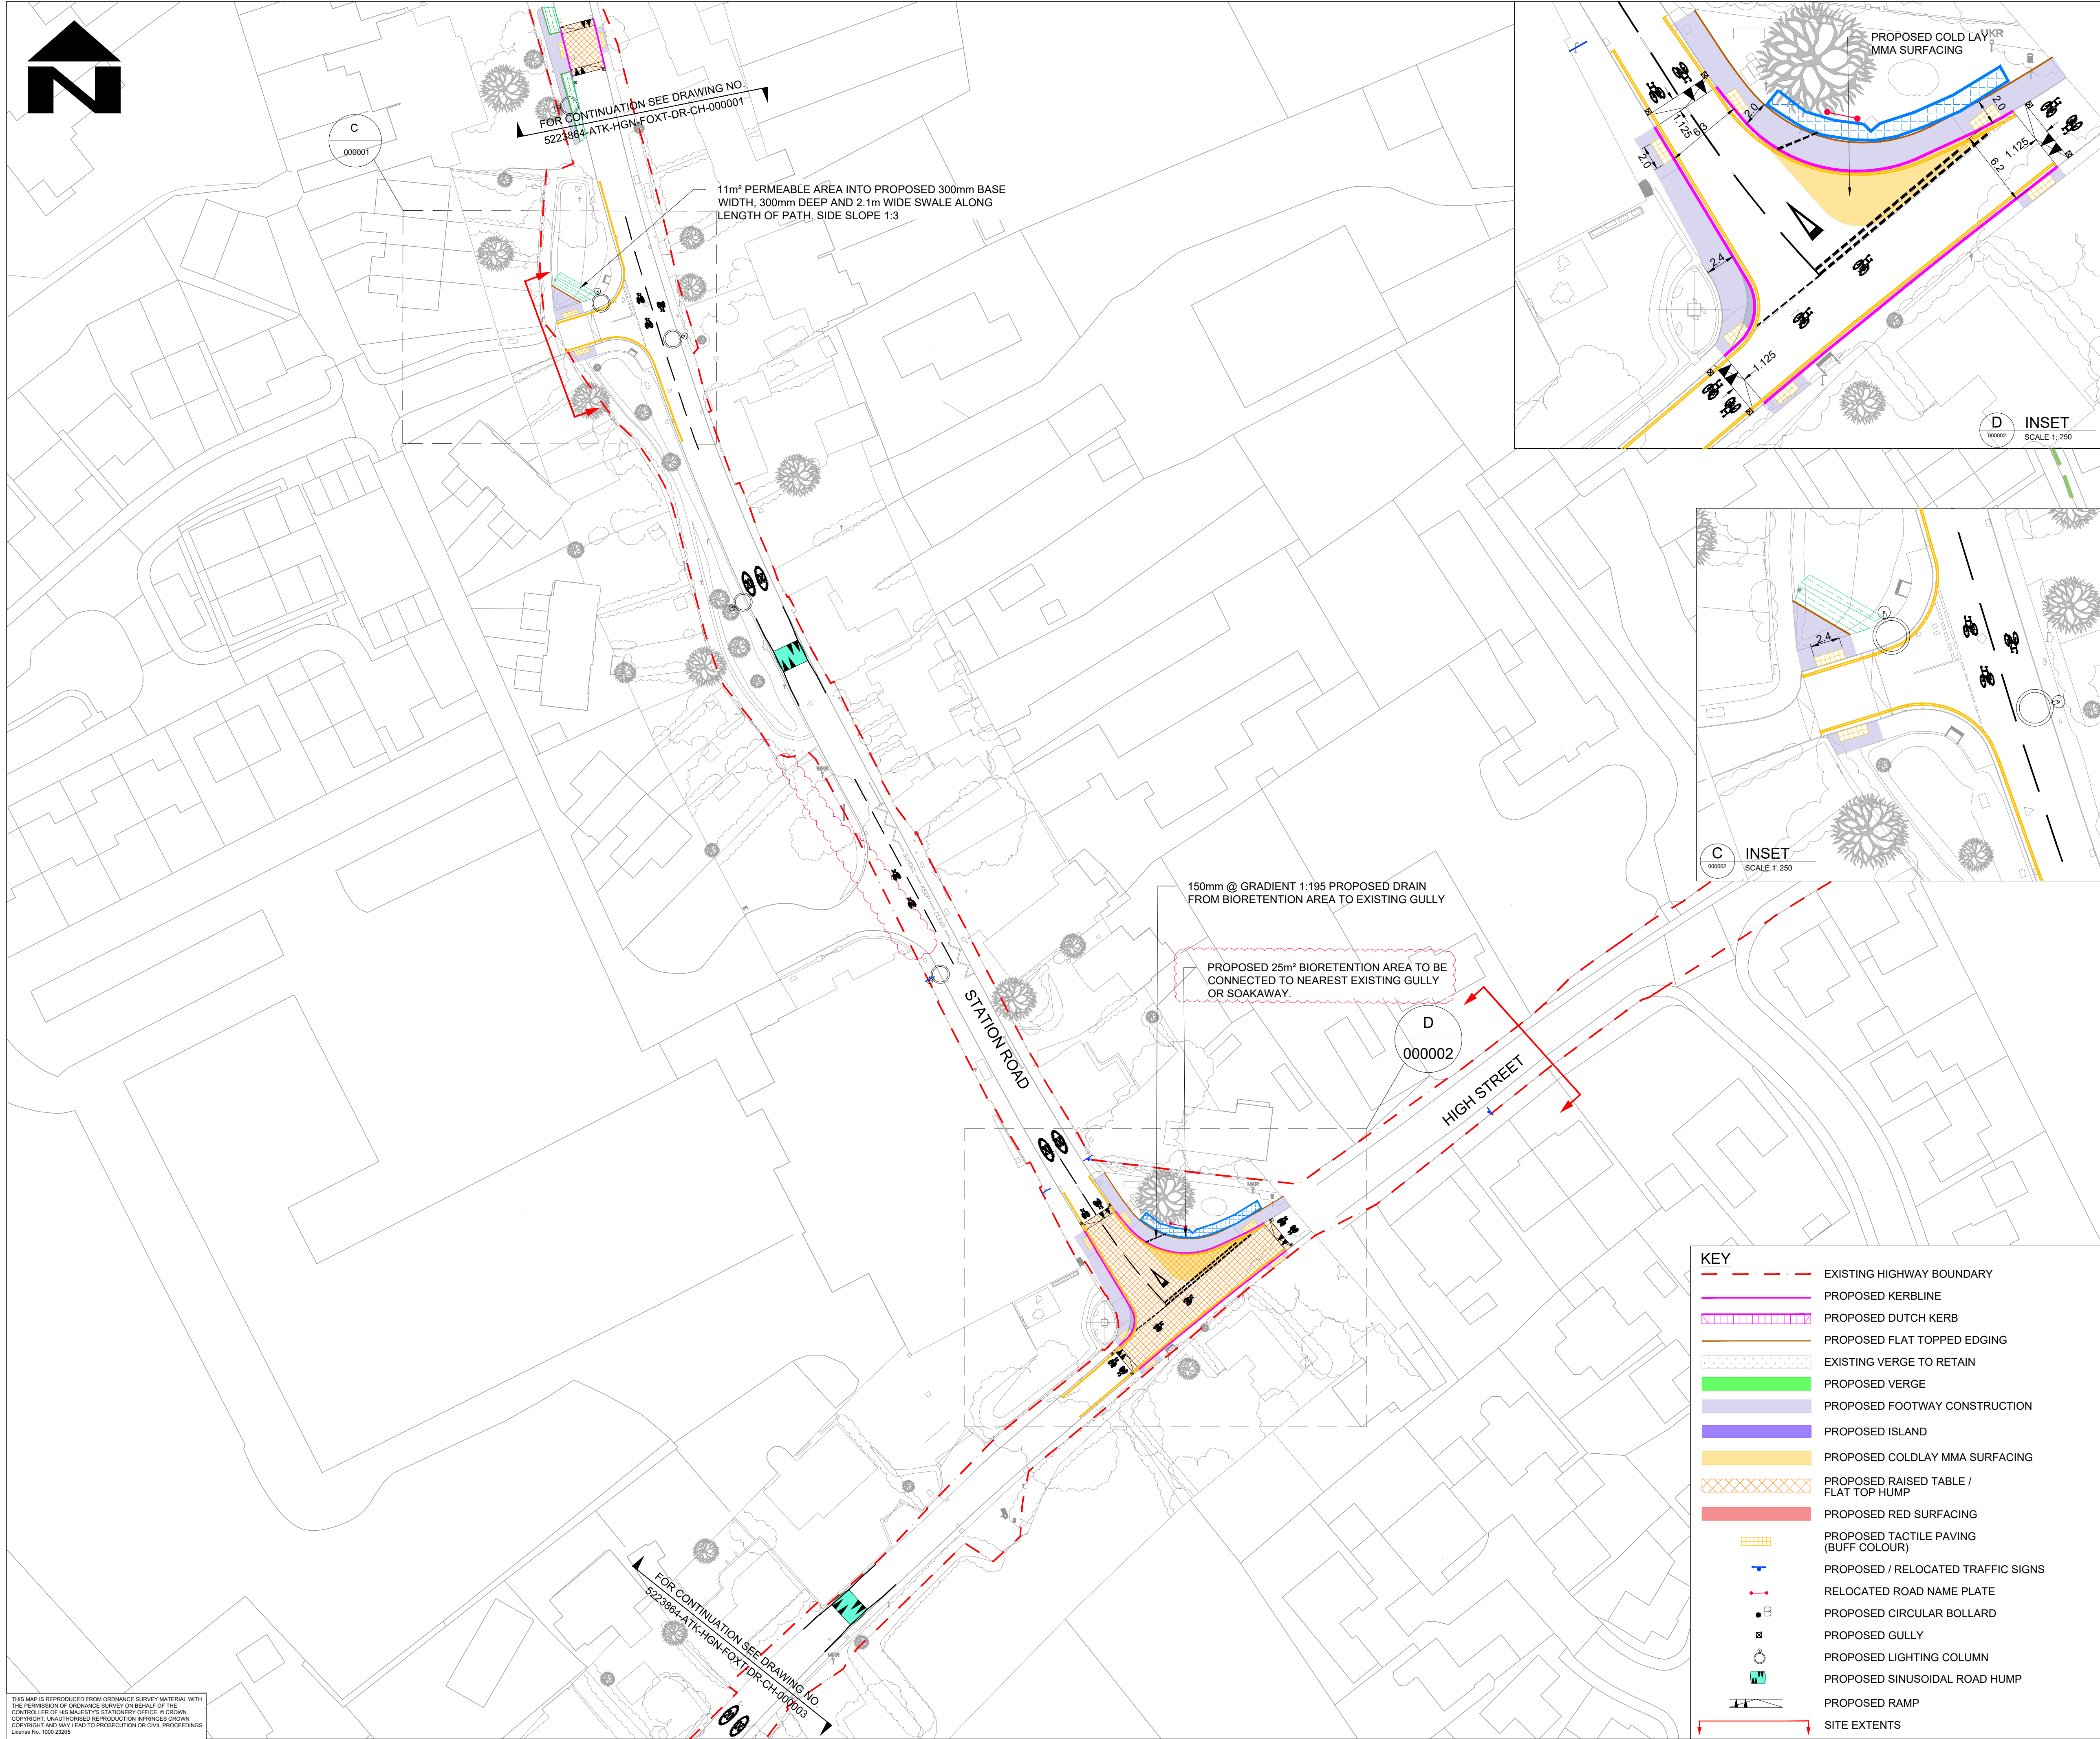 N
FOR CONTINUATION SEE DRAWING NO.
5223864-ATK-HGN-FOXT-DR-CH-000001
C
000001
11m² PERMEABLE AREA INTO PROPOSED 300mm BASE
WIDTH, 300mm DEEP AND 2.1m WIDE SWALE ALONG
LENGTH OF PATH, SIDE SLOPE 1:3
PROPOSED COLD LAY
MMA SURFACING
MKR
2.0
2.0
1.125
6.3
2.0
1.125
6.2
2.4
1.125
D
000002
INSET
SCALE 1: 250
2.4
C
000002
INSET
SCALE 1: 250
MKR
SCHOOL KEEP CLEAR
150mm @ GRADIENT 1:195 PROPOSED DRAIN
FROM BIORETENTION AREA TO EXISTING GULLY
PROPOSED 25m² BIORETENTION AREA TO BE
CONNECTED TO NEAREST EXISTING GULLY
OR SOAKAWAY.
D
000002
STATION ROAD
HIGH STREET
MKR
FOR CONTINUATION SEE DRAWING NO.
5223864-ATK-HGN-FOXT-DR-CH-000003
MKR
KEY
EXISTING HIGHWAY BOUNDARY
PROPOSED KERBLINE
PROPOSED DUTCH KERB
PROPOSED FLAT TOPPED EDGING
EXISTING VERGE TO RETAIN
PROPOSED VERGE
PROPOSED FOOTWAY CONSTRUCTION
PROPOSED ISLAND
PROPOSED COLDLAY MMA SURFACING
PROPOSED RAISED TABLE /
FLAT TOP HUMP
PROPOSED RED SURFACING
PROPOSED TACTILE PAVING
(BUFF COLOUR)
PROPOSED / RELOCATED TRAFFIC SIGNS
RELOCATED ROAD NAME PLATE
B
PROPOSED CIRCULAR BOLLARD
PROPOSED GULLY
PROPOSED LIGHTING COLUMN
PROPOSED SINUSOIDAL ROAD HUMP
PROPOSED RAMP
SITE EXTENTS
THIS MAP IS REPRODUCED FROM ORDNANCE SURVEY MATERIAL WITH
THE PERMISSION OF ORDNANCE SURVEY ON BEHALF OF THE
CONTROLLER OF HIS MAJESTY'S STATIONERY OFFICE. © CROWN
COPYRIGHT. UNAUTHORISED REPRODUCTION INFRINGES CROWN
COPYRIGHT AND MAY LEAD TO PROSECUTION OR CIVIL PROCEEDINGS.
License No. 1000 23205